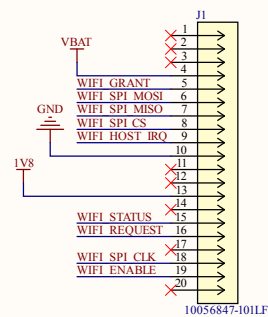 J1
1
VBAT
2
3
4
WIFI_GRANT 5
WIFI_SPI_MOSI 6
WIFI_SPI_MISO 7
GND
WIFI_SPI_CS 8
WIFI_HOST_IRQ 9
10
1V8
11
12
13
14
WIFI_STATUS 15
WIFI_REQUEST 16
17
WIFI_SPI_CLK 18
WIFI_ENABLE 19
20
10056847-101LF